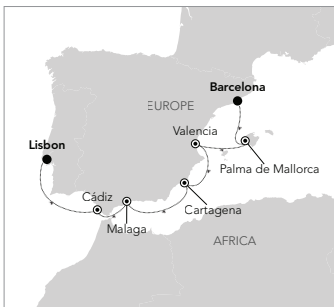 Barcelona
EUROPE
Valencia
Lisbon
Palma de Mallorca
Cádiz
Cartagena
Malaga
AFRICA